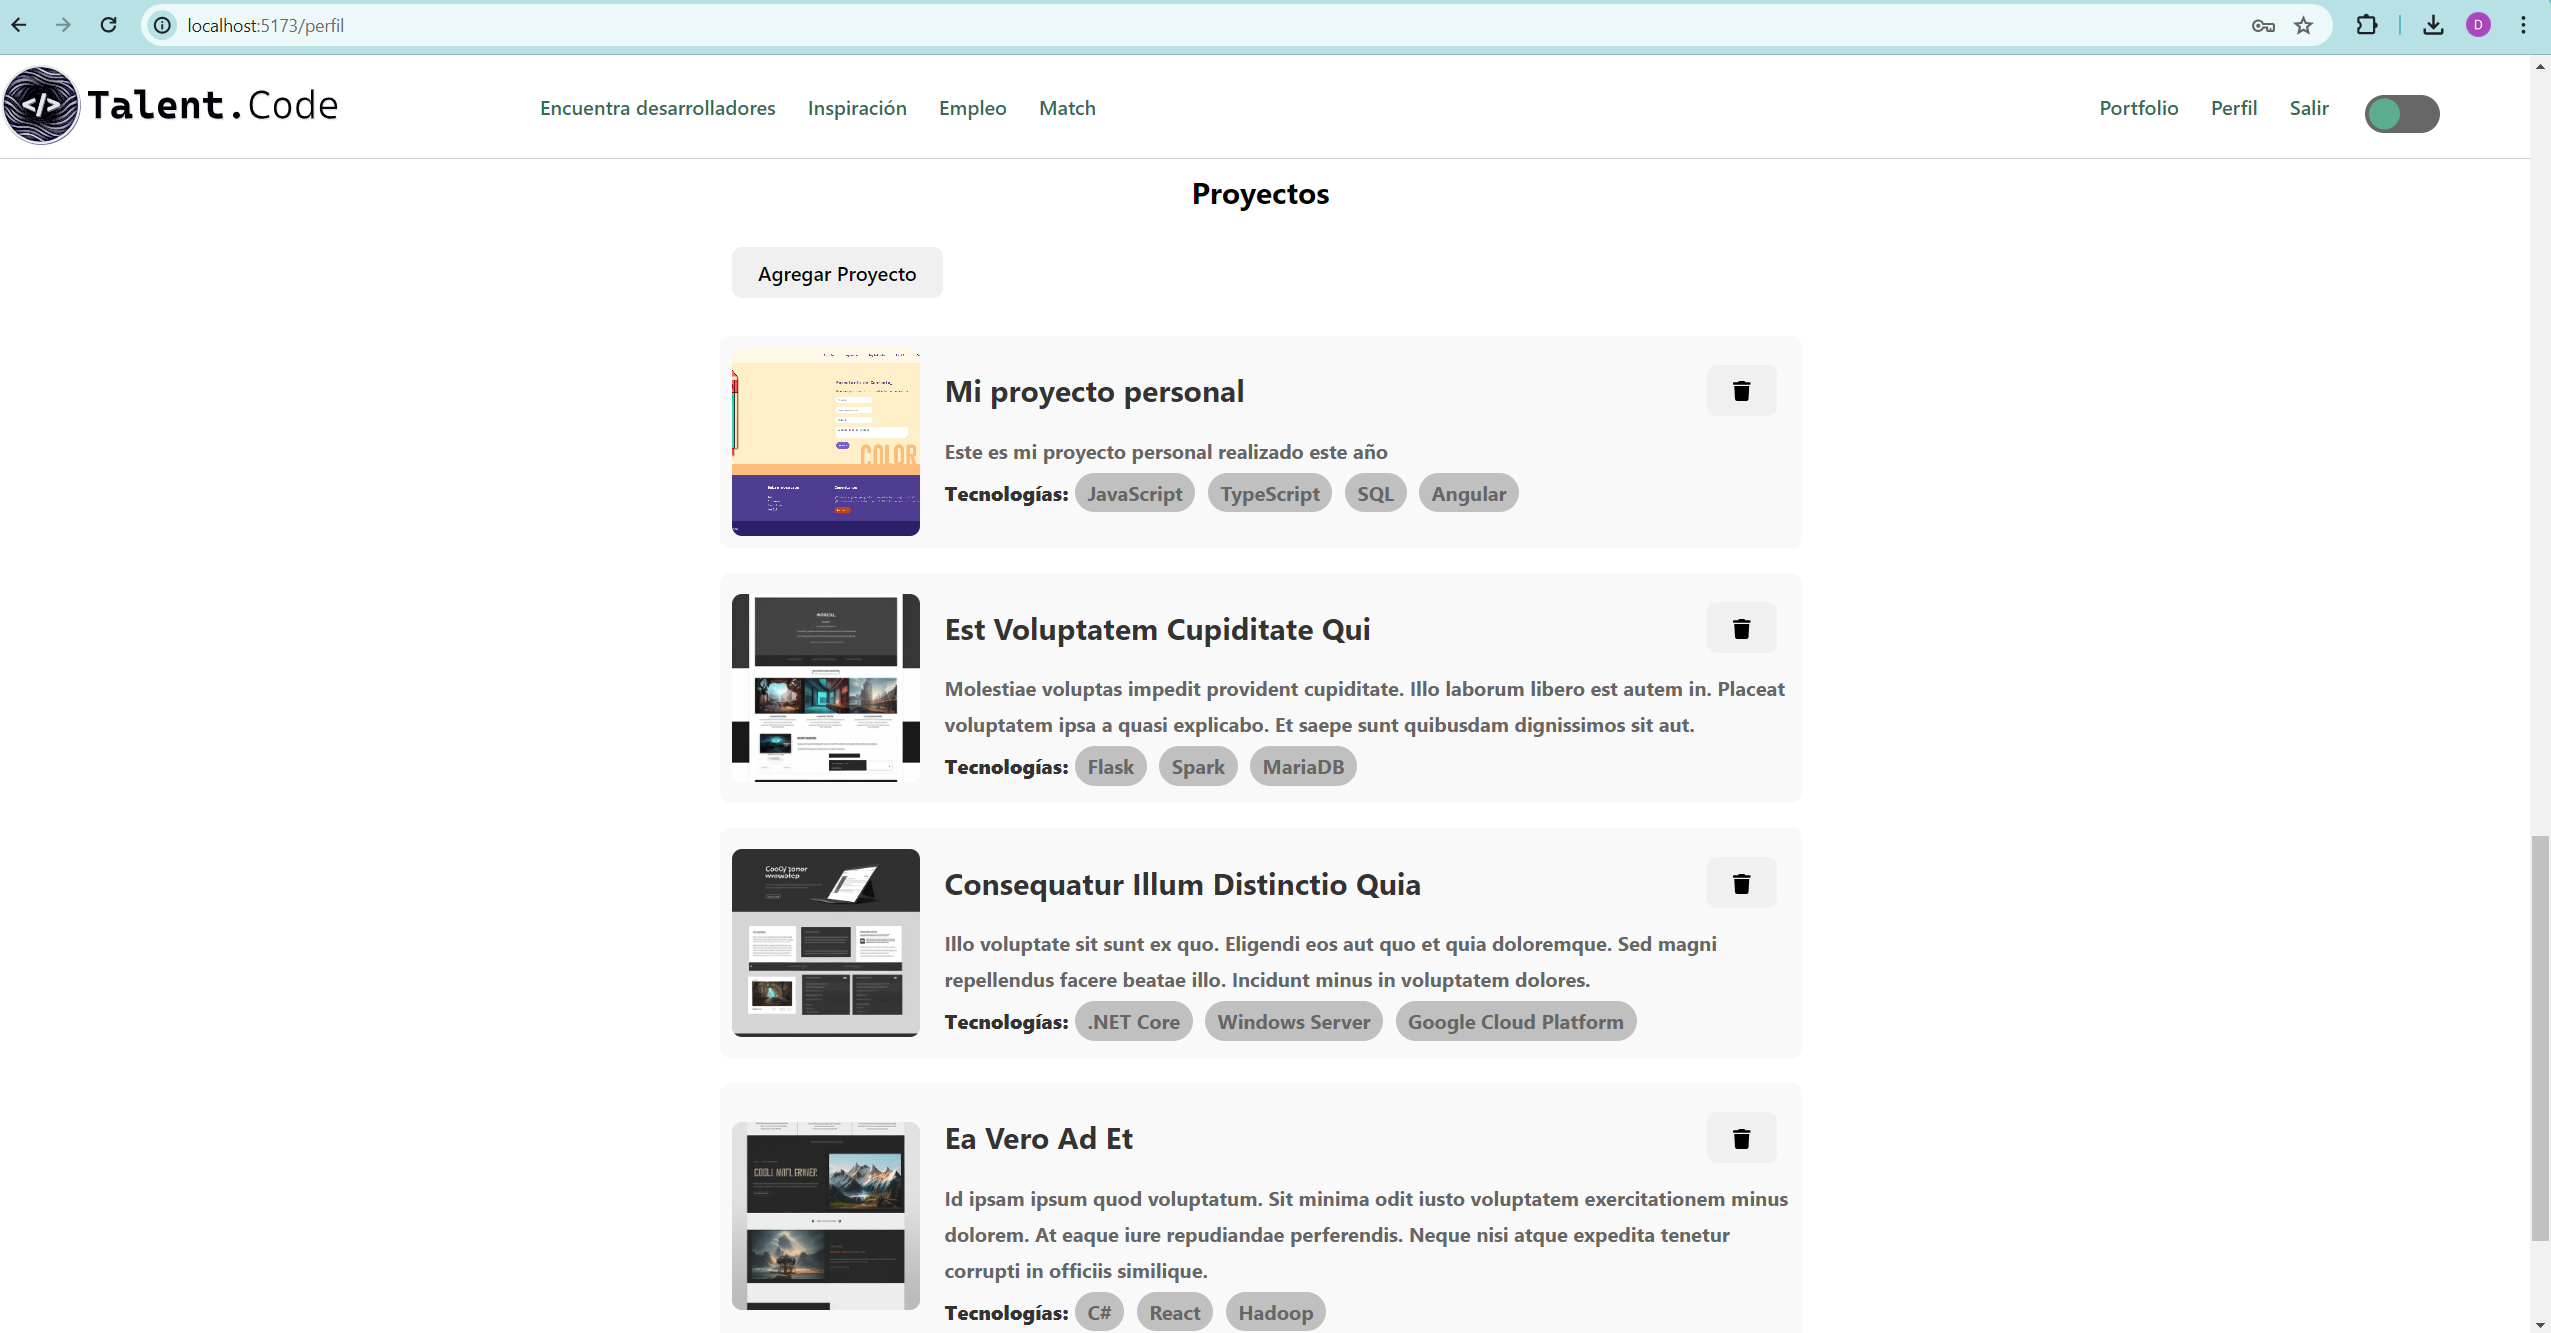 localhost:5173/perfil
D
</>
Talent.Code
Encuentra desarrolladores Inspiración Empleo Match
Portfolio Perfil Salir
Proyectos
Agregar Proyecto
COLOR
Mi proyecto personal
Este es mi proyecto personal realizado este año
Tecnologías: JavaScript TypeScript SQL Angular
Est Voluptatem Cupiditate Qui
Molestiae voluptas impedit provident cupiditate. Illo laborum libero est autem in. Placeat
voluptatem ipsa a quasi explicabo. Et saepe sunt quibusdam dignissimos sit aut.
Tecnologías: Flask Spark MariaDB
Consequatur Illum Distinctio Quia
Illo voluptate sit sunt ex quo. Eligendi eos aut quo et quia doloremque. Sed magni
repellendus facere beatae illo. Incidunt minus in voluptatem dolores.
Tecnologías: .NET Core Windows Server Google Cloud Platform
Ea Vero Ad Et
Id ipsam ipsum quod voluptatum. Sit minima odit iusto voluptatem exercitationem minus
dolorem. At eaque iure repudiandae perferendis. Neque nisi atque expedita tenetur
corrupti in officiis similique.
Tecnologías: C# React Hadoop